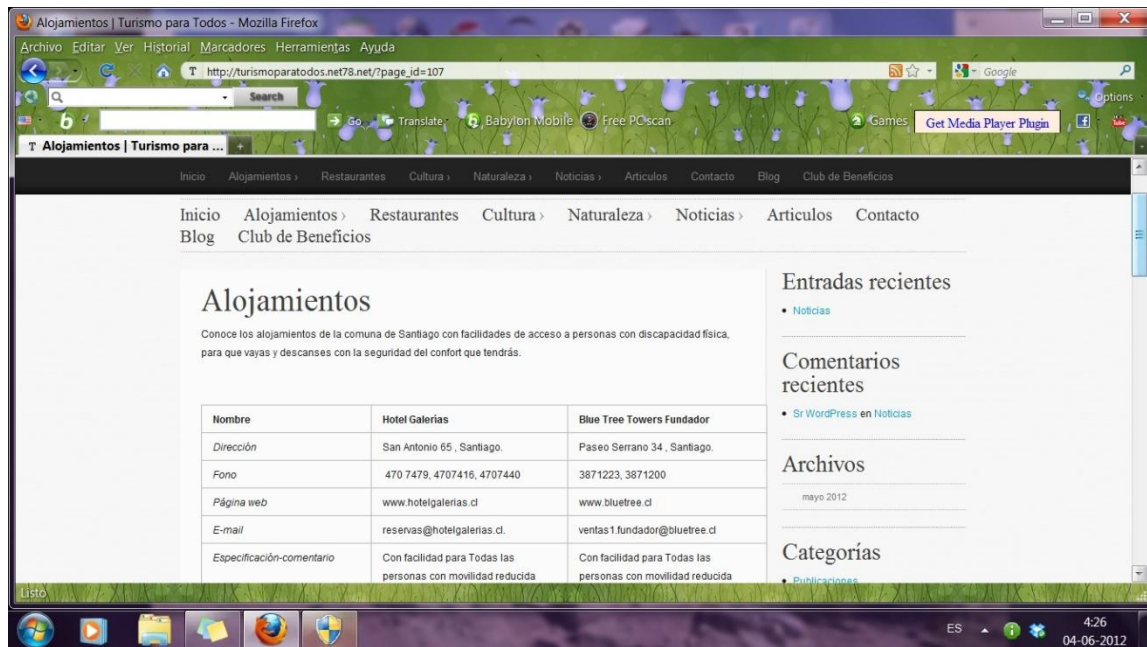 Alojamientos | Turismo para Todos - Mozilla Firefox
Archivo Editar Ver Historial Marcadores Herramientas Ayuda
T http://turismoparatodos.net78.net/?page_id=107
Google
Search
Options
Go Translate Babylon Mobile Free PC scan Games Get Media Player Plugin
T Alojamientos | Turismo para ...
Inicio Alojamientos › Restaurantes Cultura › Naturaleza › Noticias › Articulos Contacto Blog Club de Beneficios
Inicio Alojamientos › Restaurantes Cultura › Naturaleza › Noticias › Articulos Contacto
Blog Club de Beneficios
Alojamientos
Conoce los alojamientos de la comuna de Santiago con facilidades de acceso a personas con discapacidad física,
para que vayas y descanses con la seguridad del confort que tendrás.
Nombre Hotel Galerías Blue Tree Towers Fundador
Dirección San Antonio 65 , Santiago. Paseo Serrano 34 , Santiago.
Fono 470 7479, 4707416, 4707440 3871223, 3871200
Página web www.hotelgalerias.cl www.bluetree.cl
E-mail reservas@hotelgalerias.cl. ventas1.fundador@bluetree.cl
Especificación-comentario Con facilidad para Todas las Con facilidad para Todas las
personas con movilidad reducida personas con movilidad reducida
Entradas recientes
Noticias
Comentarios
recientes
Sr WordPress en Noticias
Archivos
mayo 2012
Categorías
Publicaciones
Listo
ES
4:26
04-06-2012